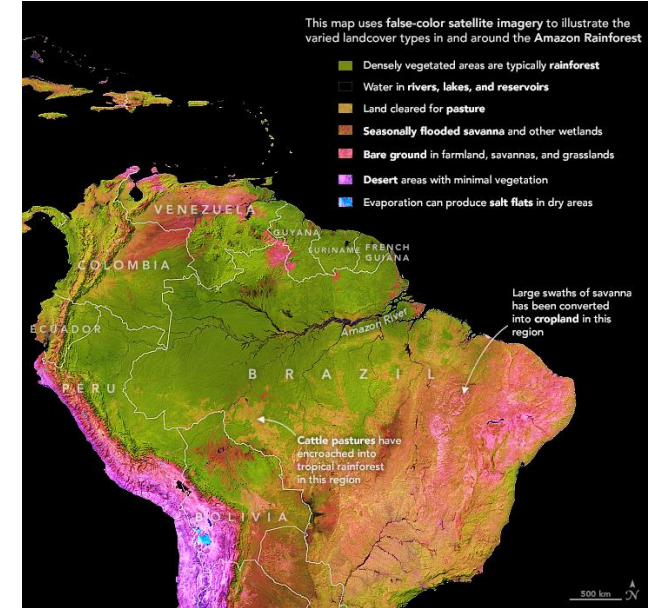 This map uses false-color satellite imagery to illustrate the
varied landcover types in and around the Amazon Rainforest
Densely vegetated areas are typically rainforest
Water in rivers, lakes, and reservoirs
Land cleared for pasture
Seasonally flooded savanna and other wetlands
Bare ground in farmland, savannas, and grasslands
Desert areas with minimal vegetation
Evaporation can produce salt flats in dry areas
VENEZUELA
GUYANA
SURINAME
FRENCH
GUIANA
COLOMBIA
Large swaths of savanna
has been converted
into cropland in this
region
ECUADOR
Amazon River
PERU
BRAZIL
Cattle pastures have
encroached into
tropical rainforest
in this region
BOLIVIA
500 km
N